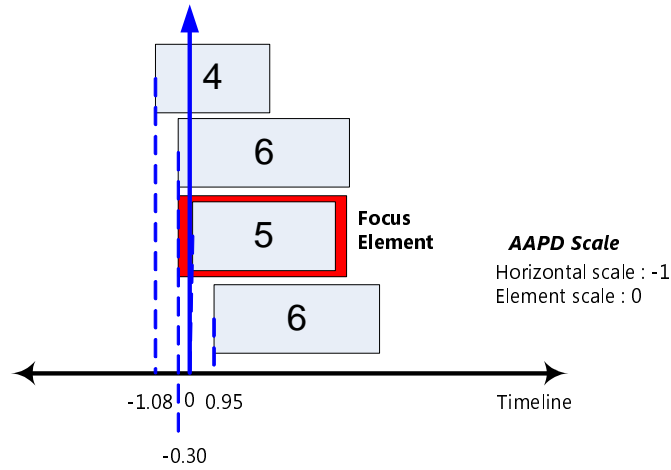 4
6
5
Focus
Element
AAPD Scale
Horizontal scale : -1
Element scale : 0
6
-1.08 0 0.95
Timeline
-0.30